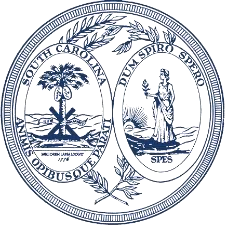 SOUTH CAROLINA
ANIMIS OPIBUSQUE PARATI
1776
DUM SPIRO SPERO
SPES